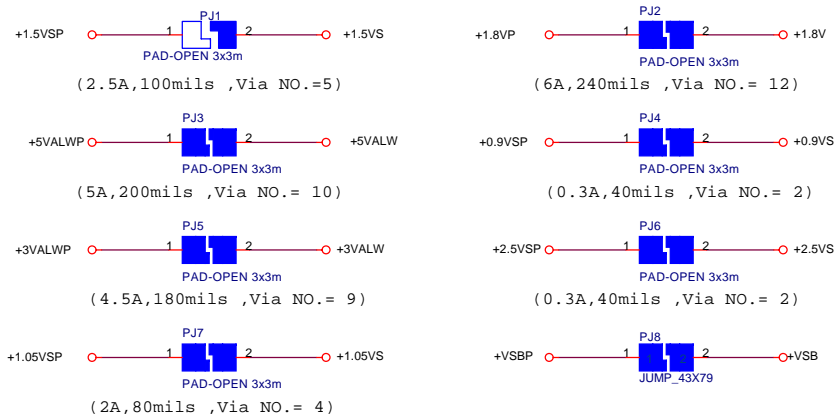 PJ1
+1.5VSP 1 2 +1.5VS
PAD-OPEN 3x3m
(2.5A,100mils ,Via NO.=5)
PJ2
+1.8VP 1 2 +1.8V
PAD-OPEN 3x3m
(6A,240mils ,Via NO.= 12)
PJ3
+5VALWP 1 2 +5VALW
PAD-OPEN 3x3m
(5A,200mils ,Via NO.= 10)
PJ4
+0.9VSP 1 2 +0.9VS
PAD-OPEN 3x3m
(0.3A,40mils ,Via NO.= 2)
PJ5
+3VALWP 1 2 +3VALW
PAD-OPEN 3x3m
(4.5A,180mils ,Via NO.= 9)
PJ6
+2.5VSP 1 2 +2.5VS
PAD-OPEN 3x3m
(0.3A,40mils ,Via NO.= 2)
PJ7
+1.05VSP 1 2 +1.05VS
PAD-OPEN 3x3m
(2A,80mils ,Via NO.= 4)
PJ8
+VSBP 1 1 2 2 +VSB
JUMP_43X79